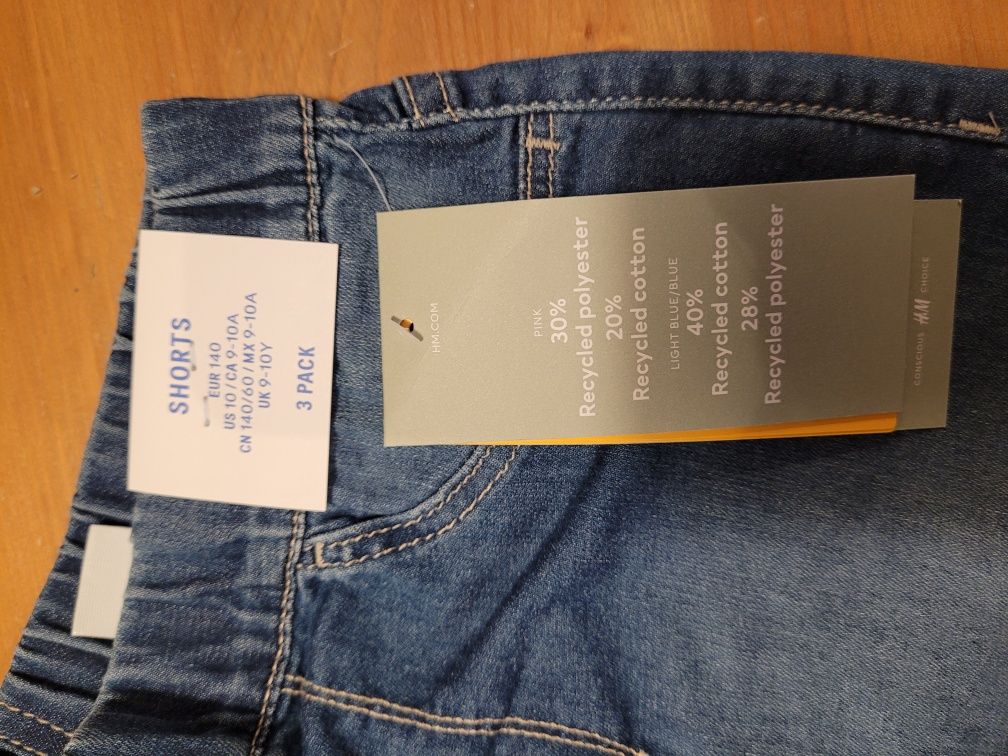 SHORTS
EUR 140
US 10 / CA 9-10A
CN 140/60 / MX 9-10A
UK 9-10Y
3 PACK
HM.COM
PINK
30%
Recycled polyester
20%
Recycled cotton
LIGHT BLUE/BLUE
40%
Recycled cotton
28%
Recycled polyester
CONSCIOUS H&M CHOICE